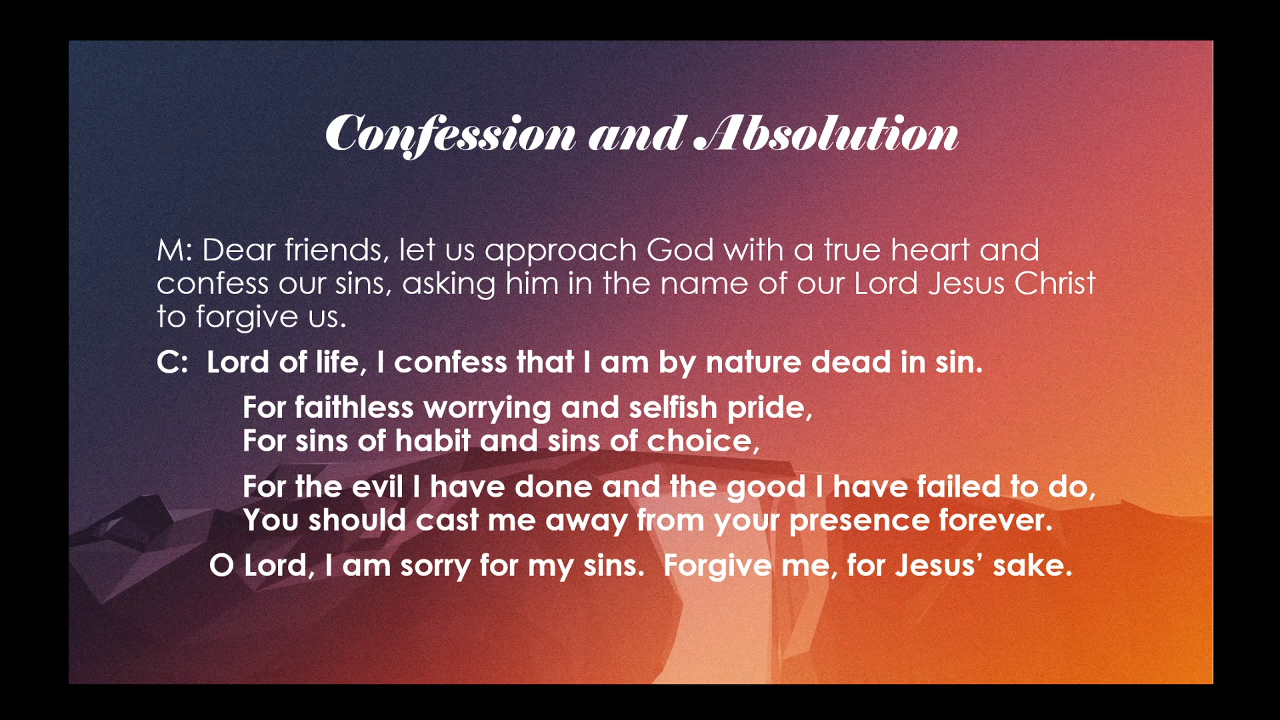 Confession and Absolution
M: Dear friends, let us approach God with a true heart and
confess our sins, asking him in the name of our Lord Jesus Christ
to forgive us.
C:  Lord of life, I confess that I am by nature dead in sin.
For faithless worrying and selfish pride,
For sins of habit and sins of choice,
For the evil I have done and the good I have failed to do,
You should cast me away from your presence forever.
O Lord, I am sorry for my sins.  Forgive me, for Jesus’ sake.